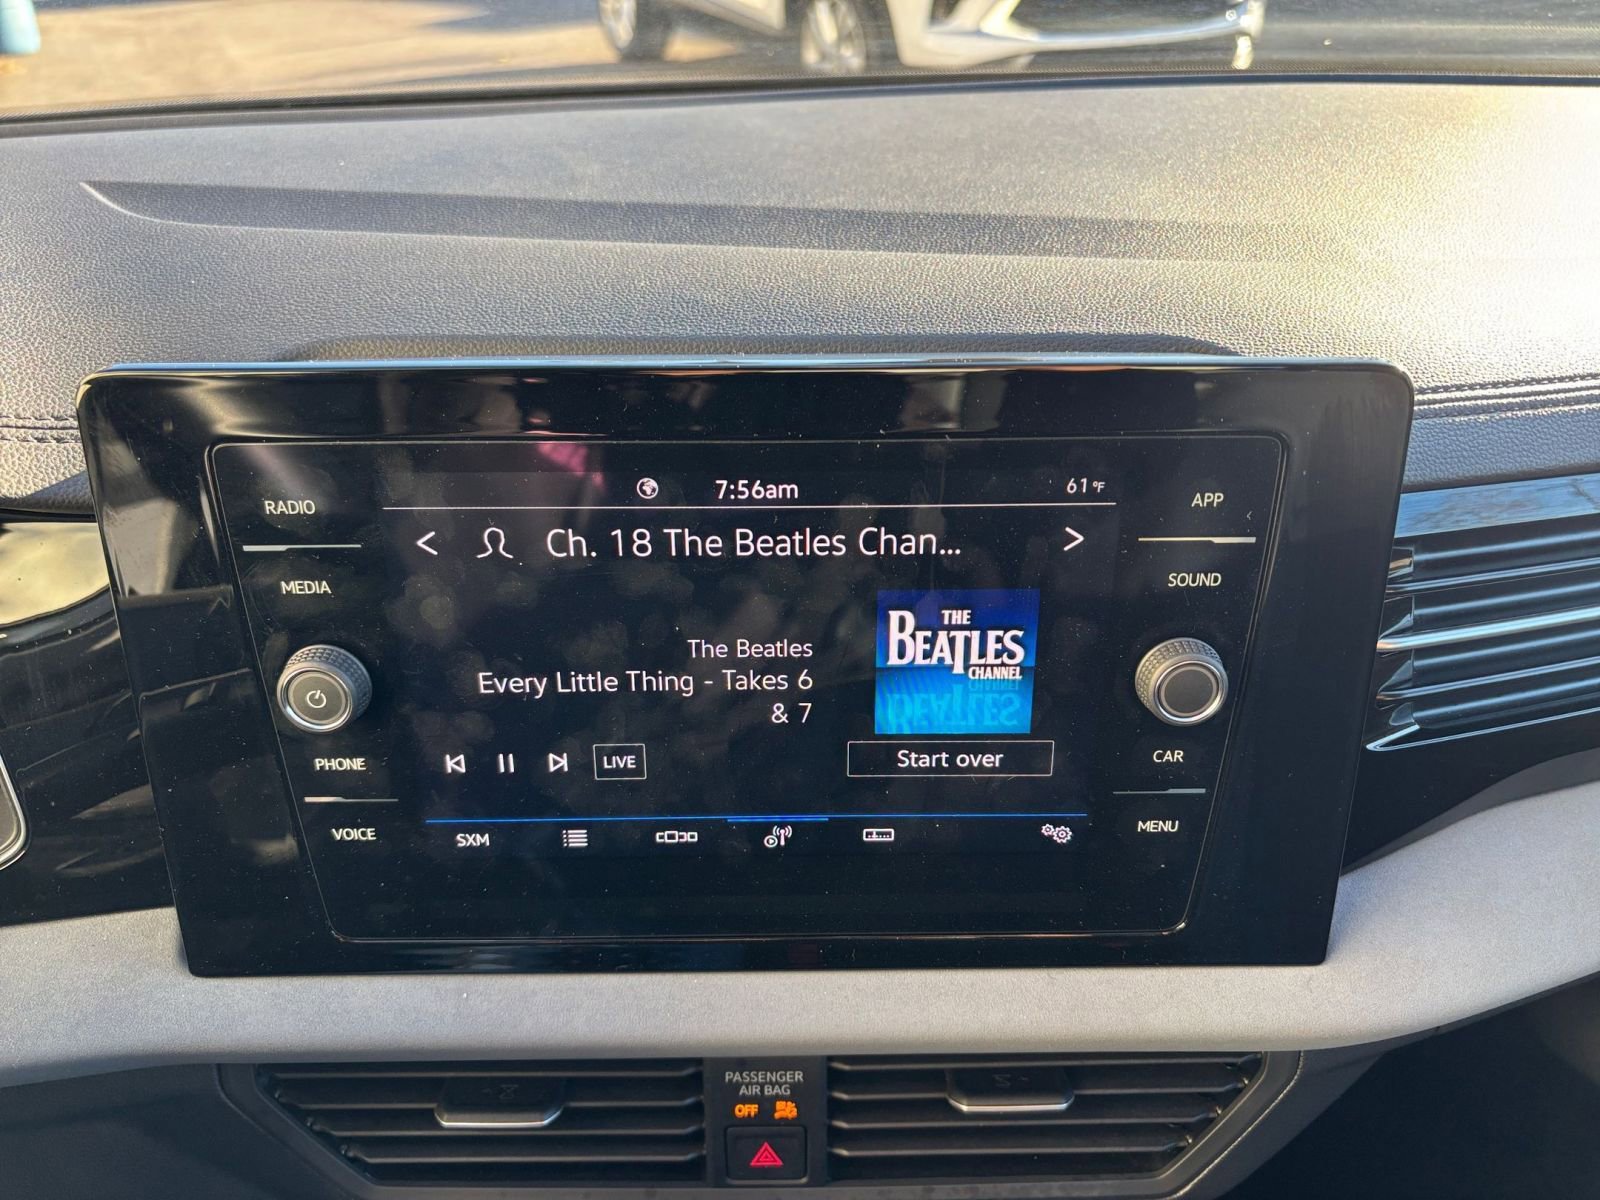 7:56am
61°F
RADIO
MEDIA
PHONE
VOICE
< Ch. 18 The Beatles Chan... >
The Beatles
Every Little Thing - Takes 6
& 7
THE
BEATLES
CHANNEL
LIVE
Start over
SXM
APP
SOUND
CAR
MENU
PASSENGER
AIR BAG
OFF